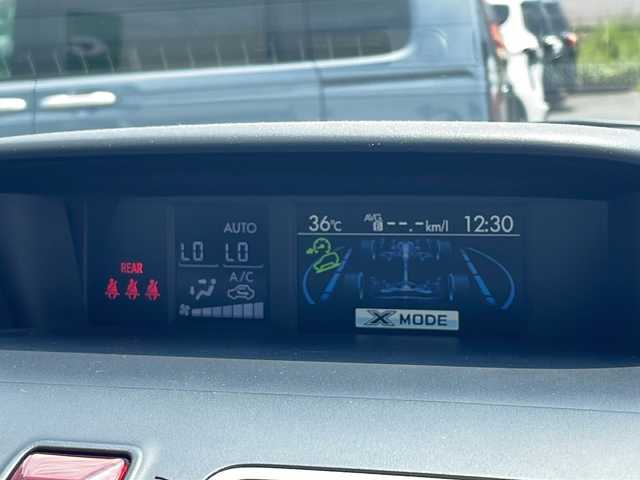 36℃ AVG B --.-km/l 12:30
AUTO
LO LO
A/C
REAR
X MODE